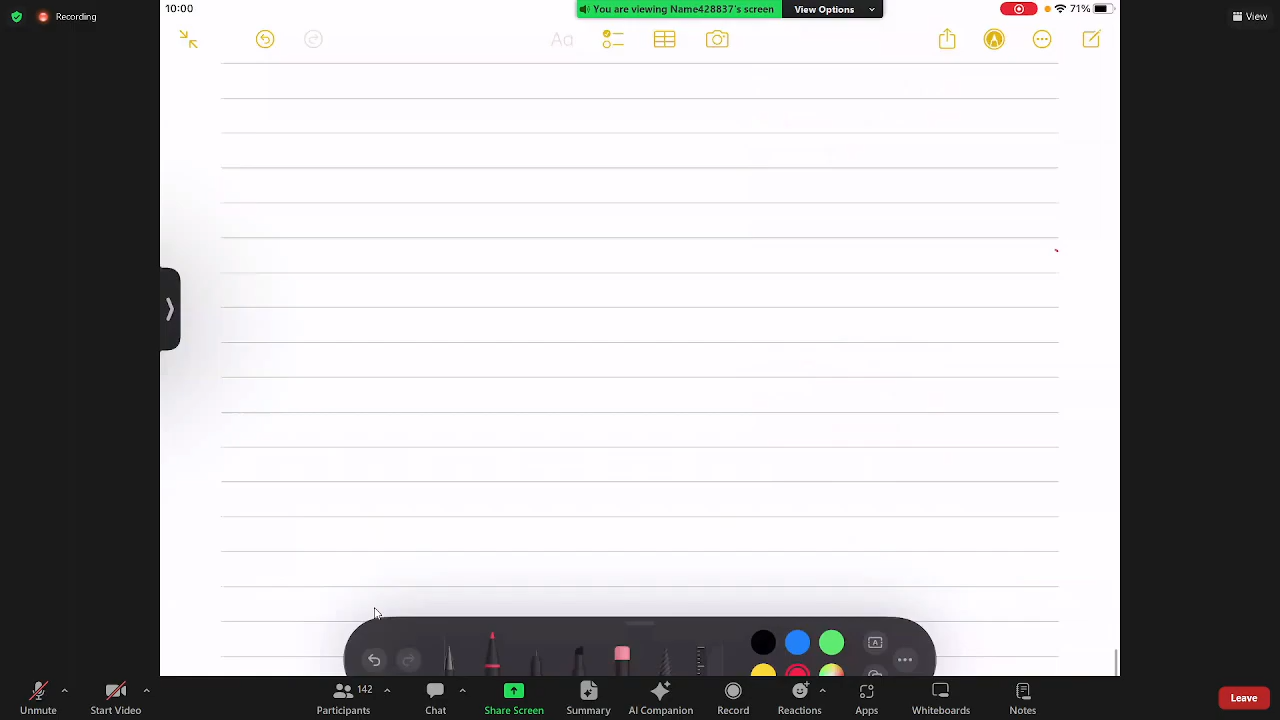 10:00
Recording
You are viewing Name428837's screen
View Options
71%
View
Aa
Unmute
Start Video
Participants
142
Chat
Share Screen
Summary
AI Companion
Record
Reactions
Apps
Whiteboards
Notes
Leave